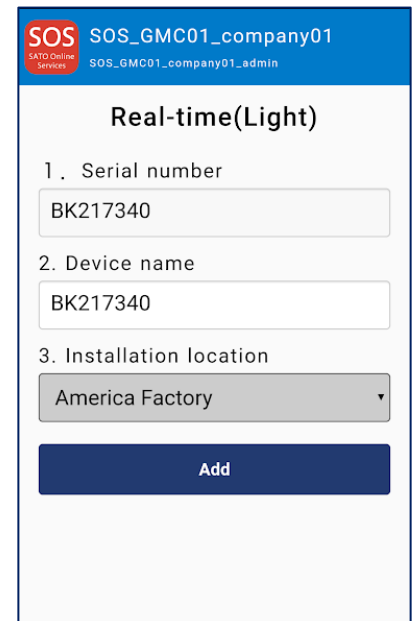 SOS
SATO Online
Services
SOS_GMC01_company01
SOS_GMC01_company01_admin
Real-time(Light)
1. Serial number
BK217340
2. Device name
BK217340
3. Installation location
America Factory
Add